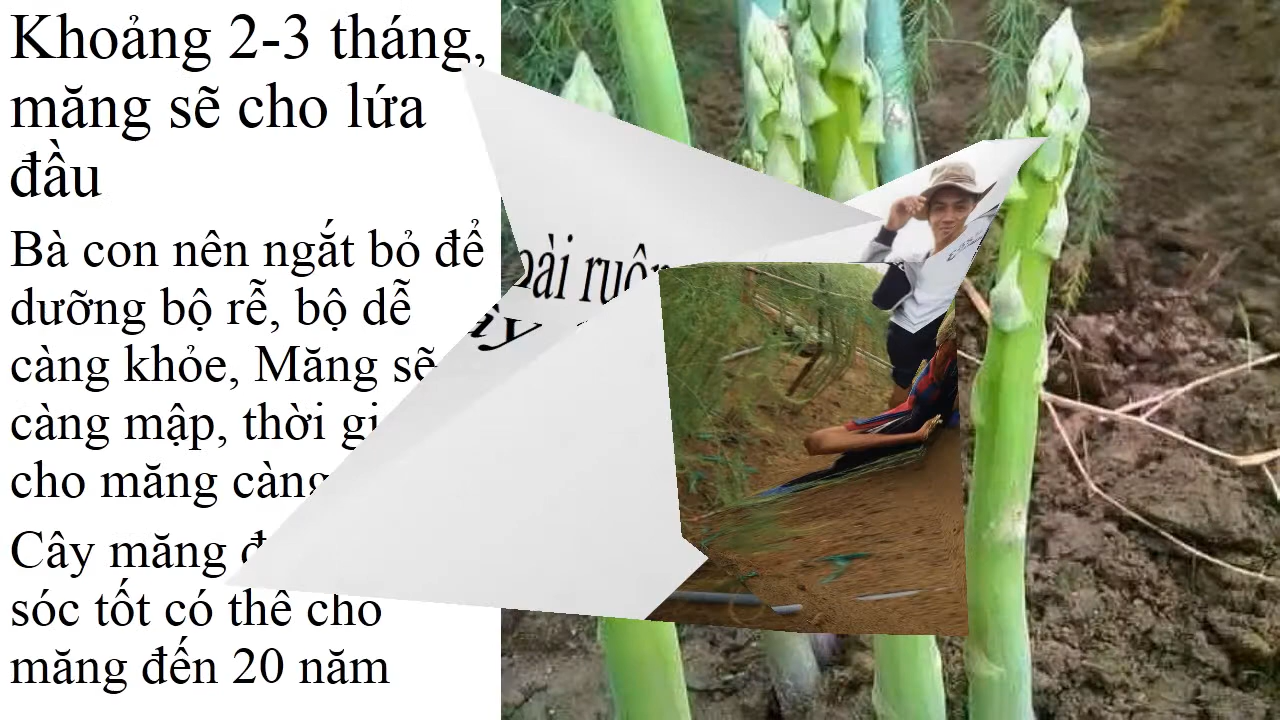 Khoảng 2-3 tháng,
măng sẽ cho lứa
đầu
Bà con nên ngắt bỏ để
dưỡng bộ rễ, bộ dễ
càng khỏe, Măng sẽ
càng mập, thời gi
cho măng càng
Cây măng đ
sóc tốt có thể cho
măng đến 20 năm